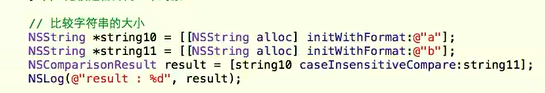 // 比较字符串的大小
NSString *string10 = [[NSString alloc] initWithFormat:@"a"];
NSString *string11 = [[NSString alloc] initWithFormat:@"b"];
NSComparisonResult result = [string10 caseInsensitiveCompare:string11];
NSLog(@"result : %d", result);